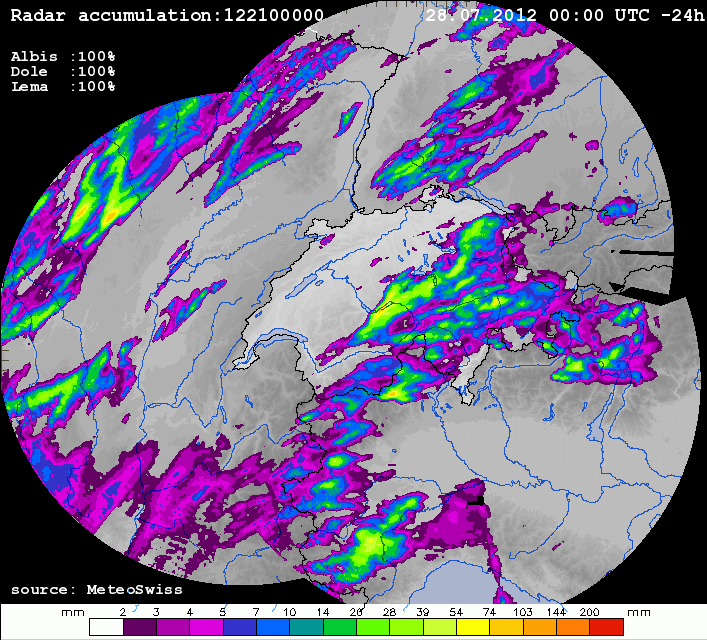 Radar accumulation:122100000 28.07.2012 00:00 UTC -24h
Albis :100%
Dole :100%
Lema :100%
source: MeteoSwiss
mm 2 3 4 5 7 10 14 20 28 39 54 74 103 144 200 mm